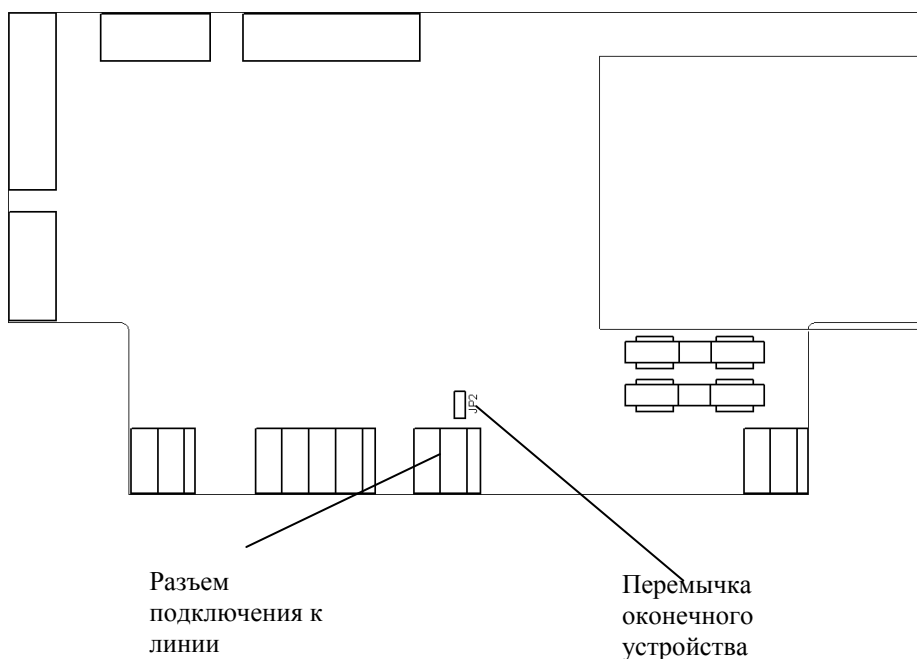 JP2
Разъем
подключения к
линии
Перемычка
оконечного
устройства